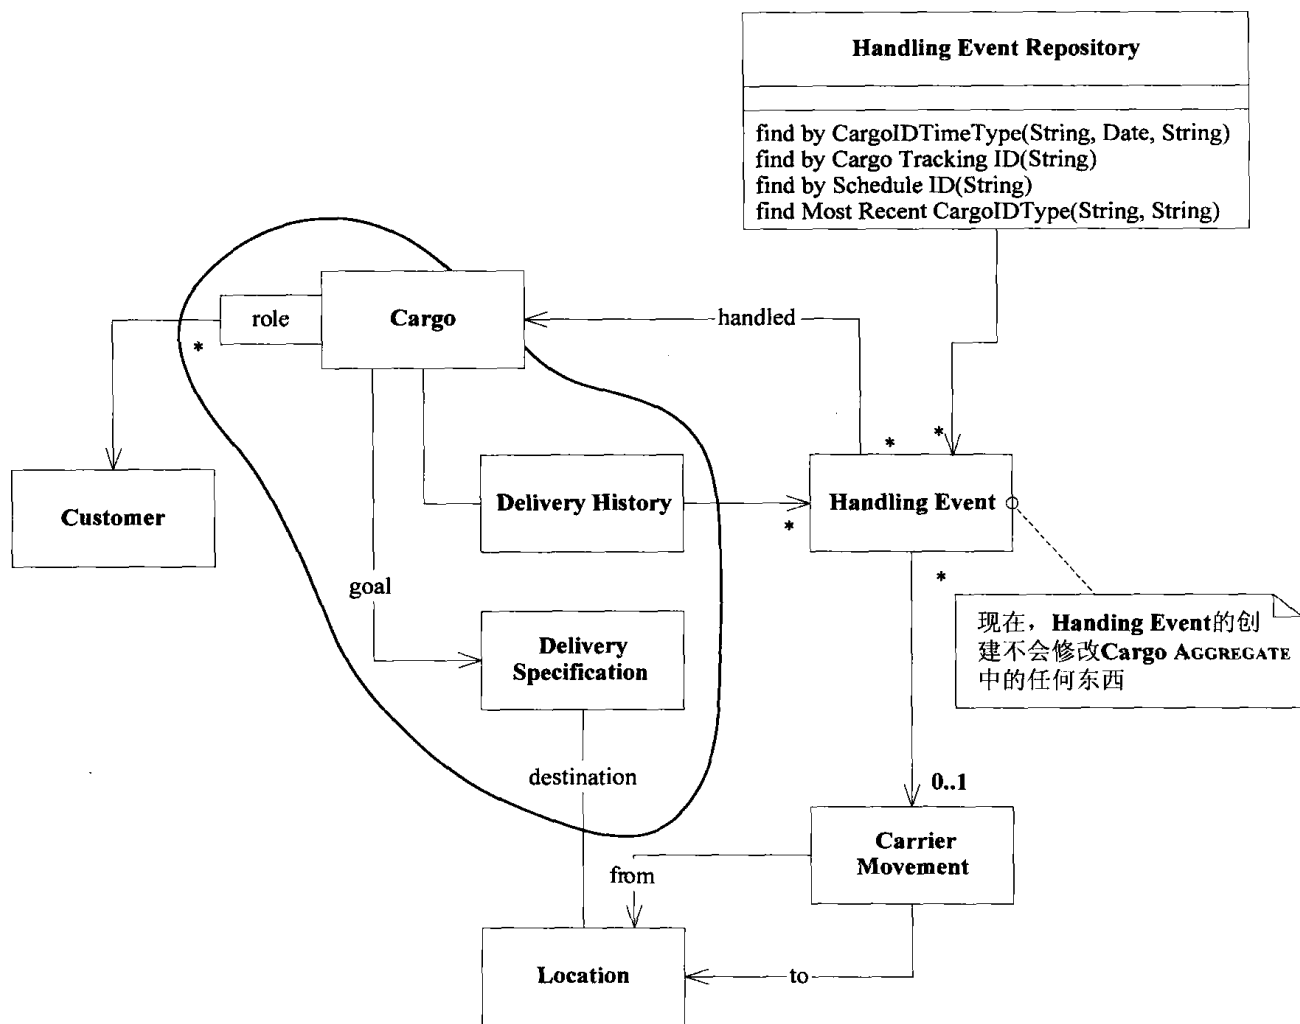 Handling Event Repository
find by CargoIDTimeType(String, Date, String)
find by Cargo Tracking ID(String)
find by Schedule ID(String)
find Most Recent CargoIDType(String, String)
role
Cargo
handled
*
*
*
Customer
Delivery History
*
Handling Event
*
goal
现在，Handing Event的创
建不会修改Cargo AGGREGATE
中的任何东西
Delivery
Specification
destination
0..1
Carrier
Movement
from
Location
to